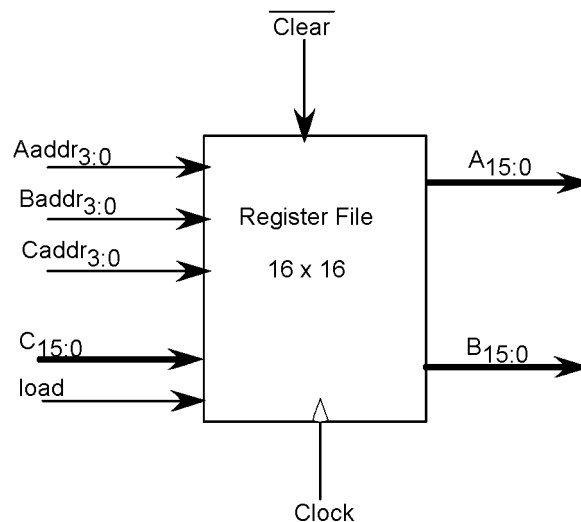 Clear
Aaddr3:0
Baddr3:0
Caddr3:0
C15:0
load
Register File
16 x 16
A15:0
B15:0
Clock